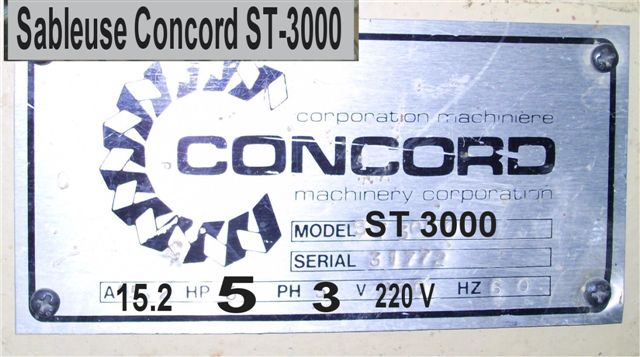 Sableuse Concord ST-3000
corporation machinière
CONCORD
machinery corporation
MODEL ST 3000
SERIAL
A 15.2 HP 5 PH 3 V 220 V HZ 60